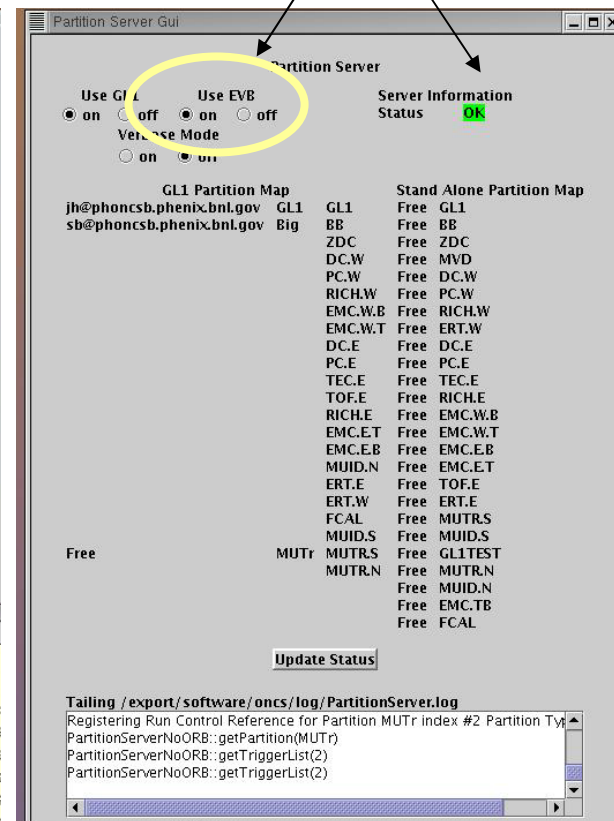 Partition Server Gui
Partition Server
Use GL1 Use EVB Server Information
on off on off Status OK
Verbose Mode
on off
GL1 Partition Map Stand Alone Partition Map
jh@phoncsb.phenix.bnl.gov GL1 GL1 Free GL1
sb@phoncsb.phenix.bnl.gov Big BB Free BB
ZDC Free ZDC
DC.W Free MVD
PC.W Free DC.W
RICH.W Free PC.W
EMC.W.B Free RICH.W
EMC.W.T Free ERT.W
DC.E Free DC.E
PC.E Free PC.E
TEC.E Free TEC.E
TOF.E Free RICH.E
RICH.E Free EMC.W.B
EMC.E.T Free EMC.W.T
EMC.E.B Free EMC.E.B
MUID.N Free EMC.E.T
ERT.E Free TOF.E
ERT.W Free ERT.E
FCAL Free MUTR.S
MUID.S Free MUID.S
Free MUTr MUTR.S Free GL1TEST
MUTR.N Free MUTR.N
Free MUID.N
Free EMC.TB
Free FCAL
Update Status
Tailing /export/software/oncs/log/PartitionServer.log
Registering Run Control Reference for Partition MUTr index #2 Partition Ty
PartitionServerNoORB::getPartition(MUTr)
PartitionServerNoORB::getTriggerList(2)
PartitionServerNoORB::getTriggerList(2)